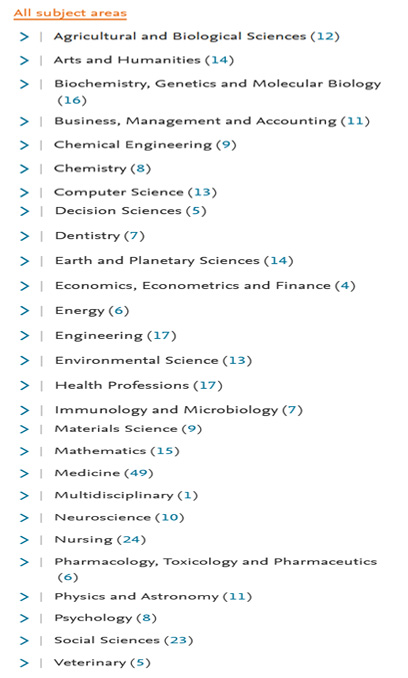 All subject areas
> | Agricultural and Biological Sciences (12)
> | Arts and Humanities (14)
> | Biochemistry, Genetics and Molecular Biology
(16)
> | Business, Management and Accounting (11)
> | Chemical Engineering (9)
> | Chemistry (8)
> | Computer Science (13)
> | Decision Sciences (5)
> | Dentistry (7)
> | Earth and Planetary Sciences (14)
> | Economics, Econometrics and Finance (4)
> | Energy (6)
> | Engineering (17)
> | Environmental Science (13)
> | Health Professions (17)
> | Immunology and Microbiology (7)
> | Materials Science (9)
> | Mathematics (15)
> | Medicine (49)
> | Multidisciplinary (1)
> | Neuroscience (10)
> | Nursing (24)
> | Pharmacology, Toxicology and Pharmaceutics
(6)
> | Physics and Astronomy (11)
> | Psychology (8)
> | Social Sciences (23)
> | Veterinary (5)